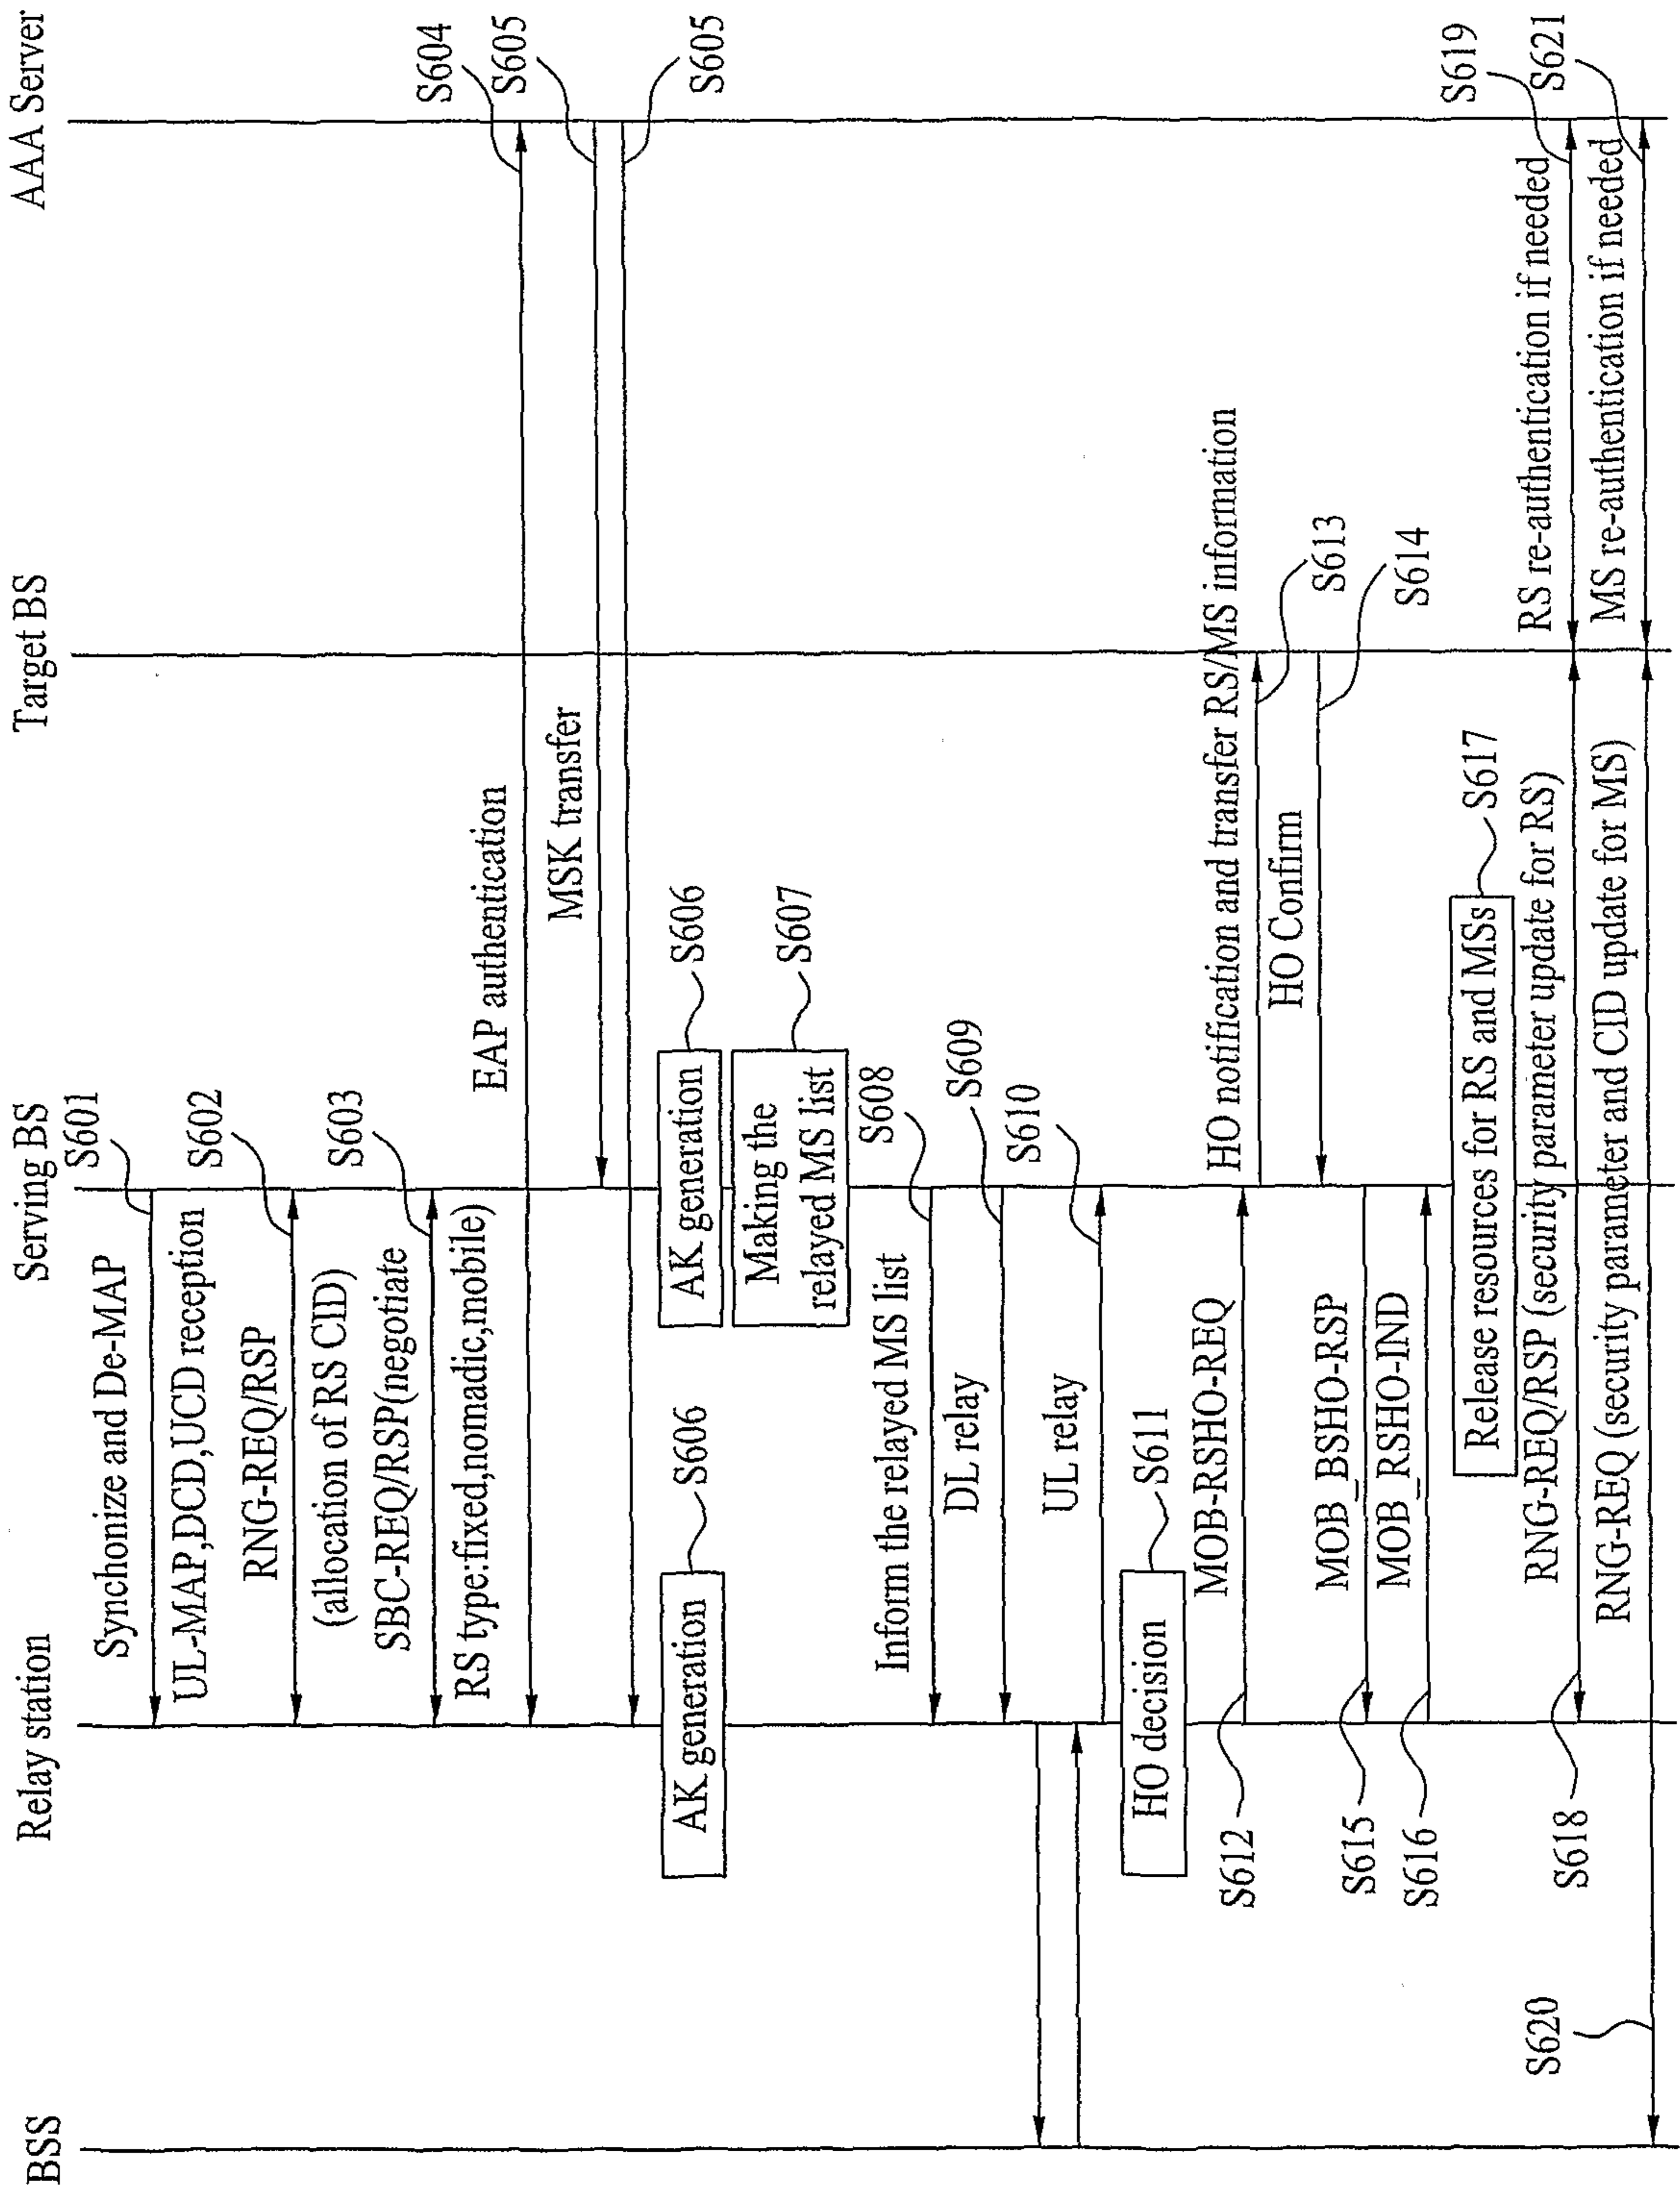 BSS
Relay station
Serving BS
Target BS
AAA Server
Synchonize and De-MAP
S601
UL-MAP,DCD,UCD reception
RNG-REQ/RSP
S602
(allocation of RS CID)
SBC-REQ/RSP(negotiate
S603
RS type:fixed,nomadic,mobile)
EAP authentication
S604
MSK transfer
S605
S605
AK generation
S606
AK generation
S606
Making the
relayed MS list
S607
Inform the relayed MS list
S608
DL relay
S609
UL relay
S610
HO decision
S611
MOB-RSHO-REQ
S612
HO notification and transfer RS/MS information
S613
HO Confirm
S614
MOB_BSHO-RSP
S615
MOB_RSHO-IND
S616
Release resources for RS and MSs
S617
RNG-REQ/RSP (security parameter update for RS)
S618
RS re-authentication if needed
S619
RNG-REQ (security parameter and CID update for MS)
S620
MS re-authentication if needed
S621